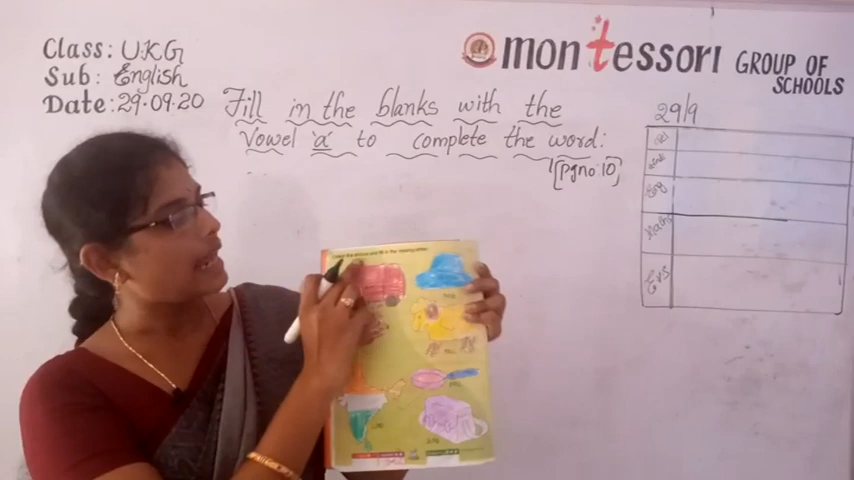 Class: U.K.G
Sub: English
Date: 29.09.20
montessori GROUP OF SCHOOLS
Fill in the blanks with the
Vowel 'a' to complete the word:
[Pg no: 10]
29/9
Eng
Maths
EVS